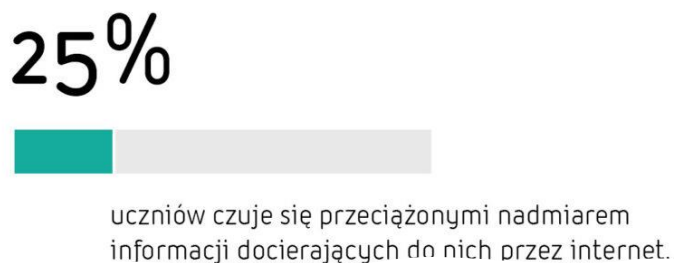 25%
uczniów czuje się przeciążonymi nadmiarem
informacji docierających do nich przez internet.